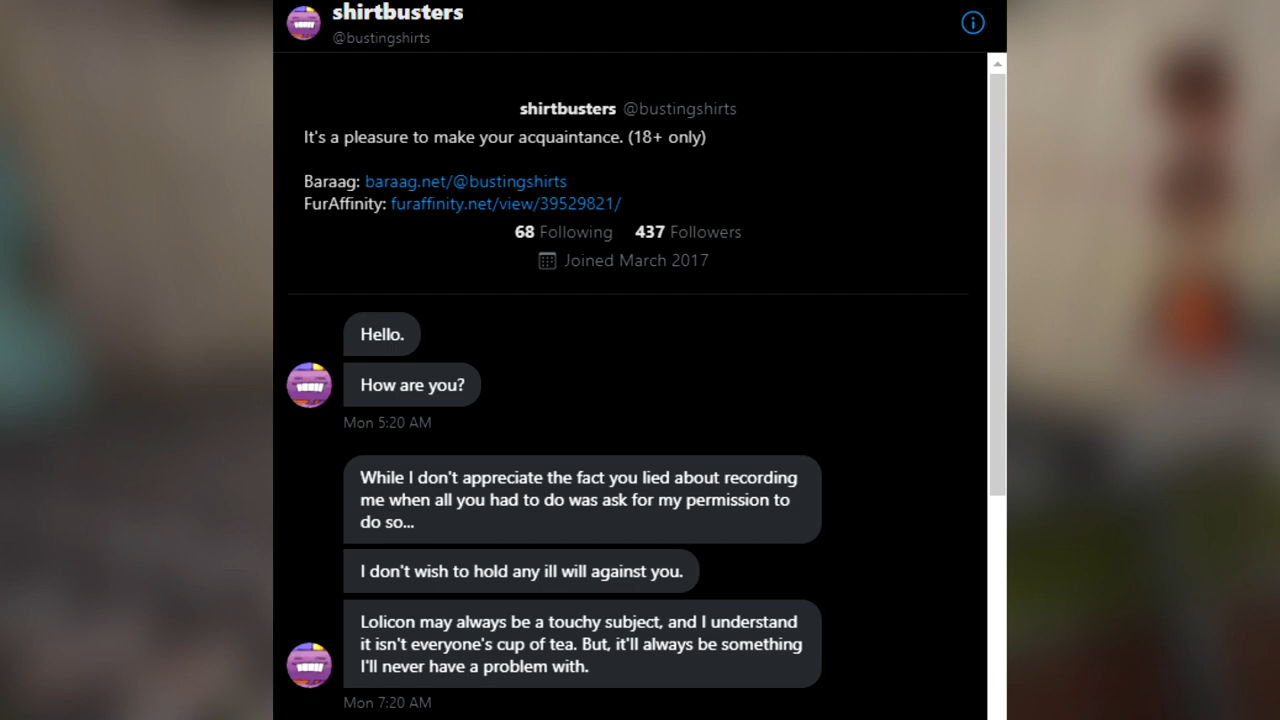 shirtbusters
@bustingshirts
shirtbusters @bustingshirts
It's a pleasure to make your acquaintance. (18+ only)
Baraag: baraag.net/@bustingshirts
FurAffinity: furaffinity.net/view/39529821/
68 Following 437 Followers
Joined March 2017
Hello.
How are you?
Mon 5:20 AM
While I don't appreciate the fact you lied about recording
me when all you had to do was ask for my permission to
do so...
I don't wish to hold any ill will against you.
Lolicon may always be a touchy subject, and I understand
it isn't everyone's cup of tea. But, it'll always be something
I'll never have a problem with.
Mon 7:20 AM